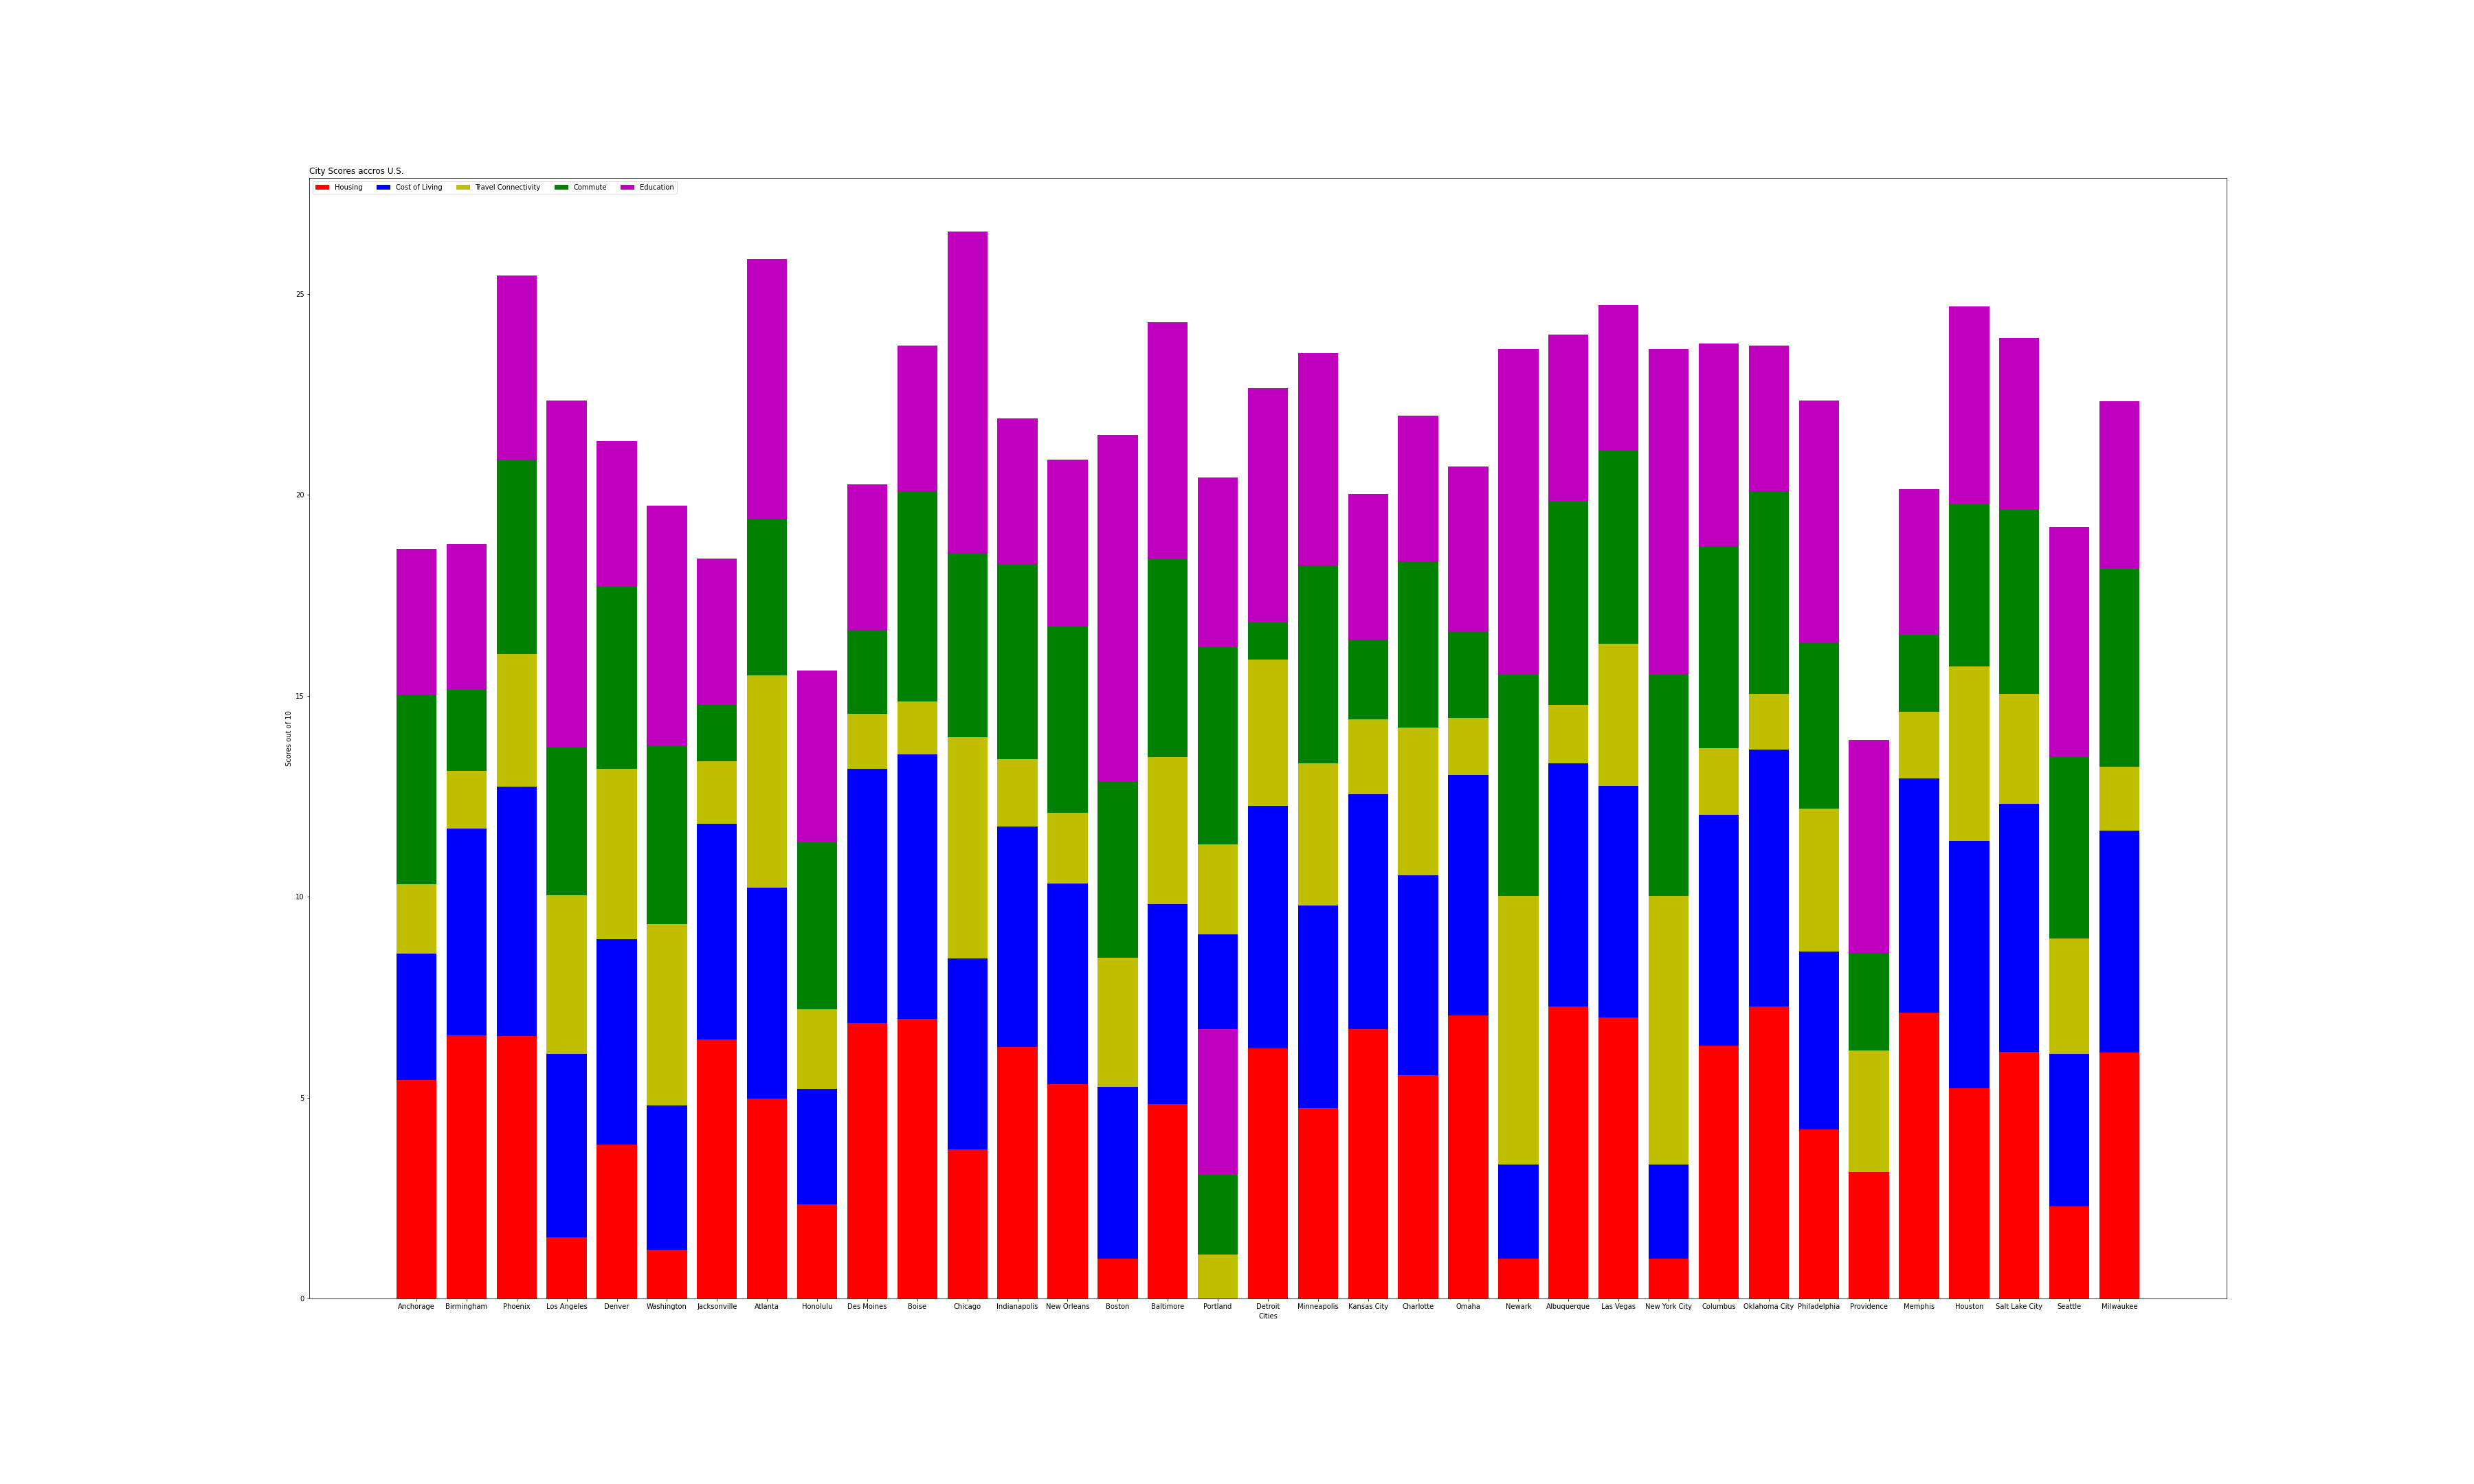 City Scores accros U.S.
Housing Cost of Living Travel Connectivity Commute Education
25
20
15
10
5
0
Scores out of 10
Anchorage Birmingham Phoenix Los Angeles Denver Washington Jacksonville Atlanta Honolulu Des Moines Boise Chicago Indianapolis New Orleans Boston Baltimore Portland Detroit Minneapolis Kansas City Charlotte Omaha Newark Albuquerque Las Vegas New York City Columbus Oklahoma City Philadelphia Providence Memphis Houston Salt Lake City Seattle Milwaukee
Cities